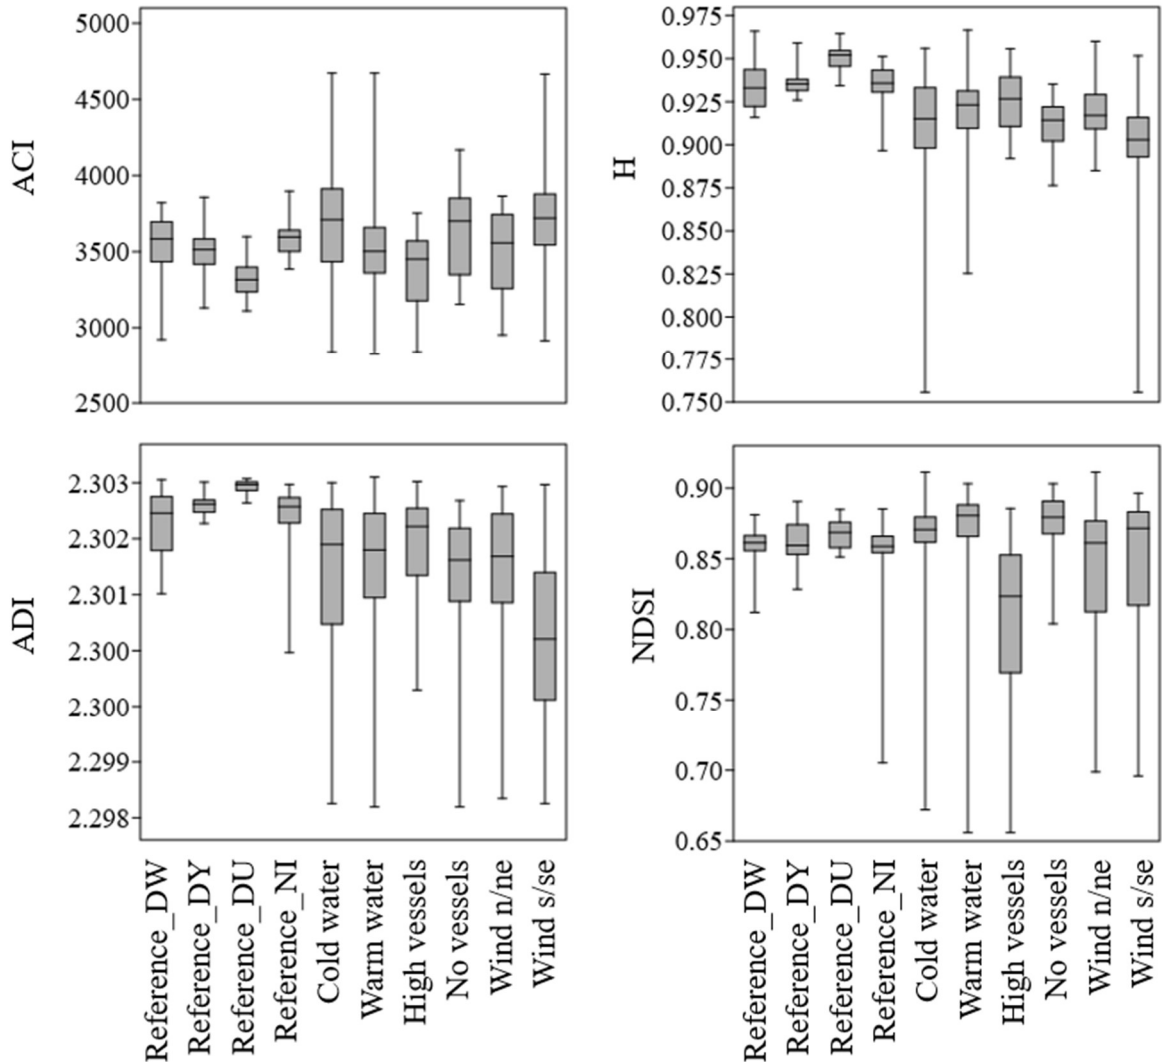 ACI
5000
4500
4000
3500
3000
2500
H
0.975
0.950
0.925
0.900
0.875
0.850
0.825
0.800
0.775
0.750
ADI
2.303
2.302
2.301
2.300
2.300
2.299
2.298
NDSI
0.90
0.85
0.80
0.75
0.70
0.65
Reference_DW
Reference_DY
Reference_DU
Reference_NI
Cold water
Warm water
High vessels
No vessels
Wind n/ne
Wind s/se
Reference_DW
Reference_DY
Reference_DU
Reference_NI
Cold water
Warm water
High vessels
No vessels
Wind n/ne
Wind s/se